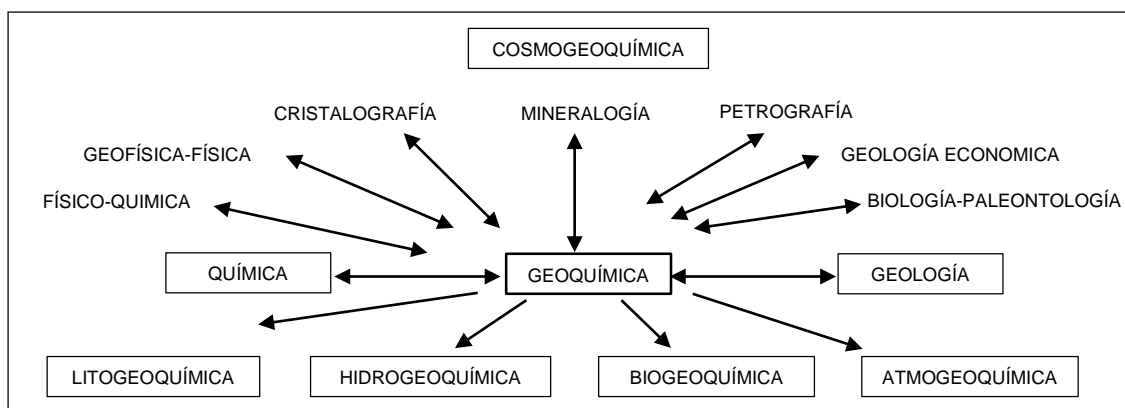 COSMOGEOQUÍMICA
CRISTALOGRAFÍA
MINERALOGÍA
PETROGRAFÍA
GEOFÍSICA-FÍSICA
GEOLOGÍA ECONOMICA
FÍSICO-QUIMICA
BIOLOGÍA-PALEONTOLOGÍA
QUÍMICA
GEOQUÍMICA
GEOLOGÍA
LITOGEOQUÍMICA
HIDROGEOQUÍMICA
BIOGEOQUÍMICA
ATMOGEOQUÍMICA